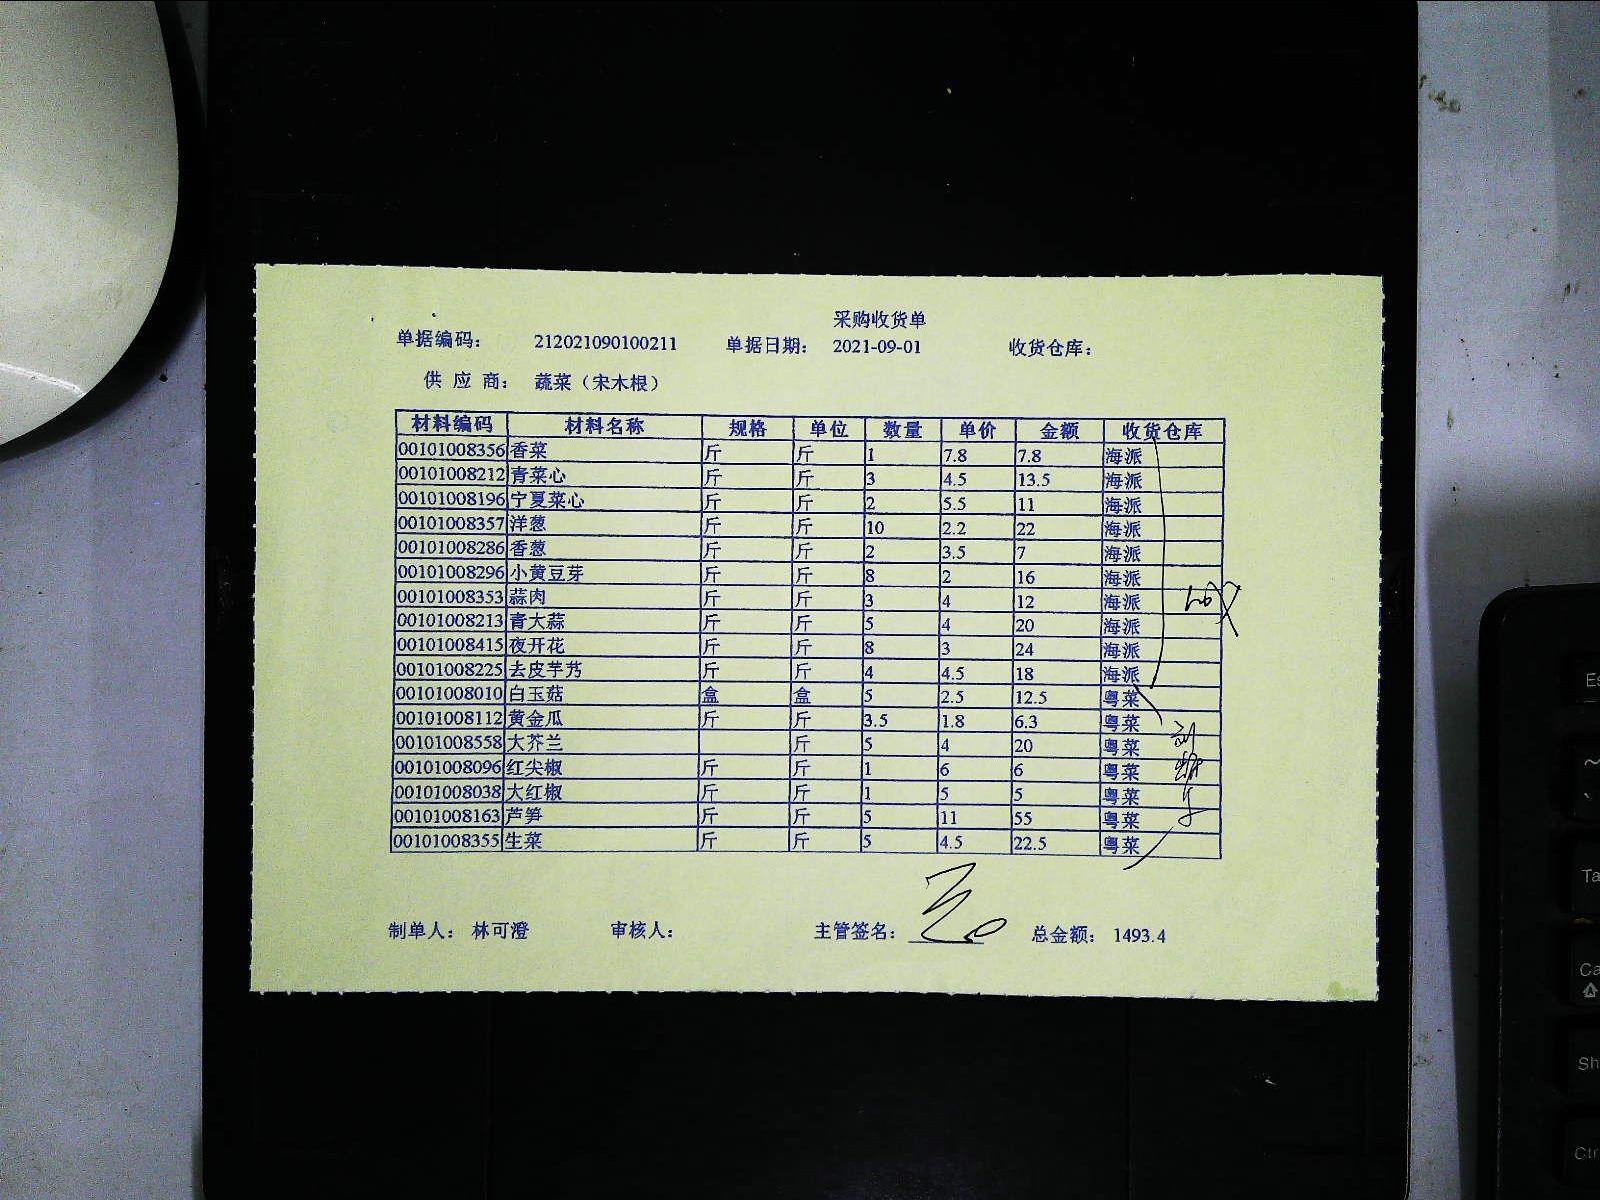 采购收货单
单据编码： 212021090100211 单据日期： 2021-09-01 收货仓库：
供 应 商： 蔬菜（宋木根）
材料编码 材料名称 规格 单位 数量 单价 金额 收货仓库
00101008356 香菜 斤 斤 1 7.8 7.8 海派
00101008212 青菜心 斤 斤 3 4.5 13.5 海派
00101008196 宁夏菜心 斤 斤 2 5.5 11 海派
00101008357 洋葱 斤 斤 10 2.2 22 海派
00101008286 香葱 斤 斤 2 3.5 7 海派
00101008296 小黄豆芽 斤 斤 8 2 16 海派
00101008353 蒜肉 斤 斤 3 4 12 海派
00101008213 青大蒜 斤 斤 5 4 20 海派
00101008415 夜开花 斤 斤 8 3 24 海派
00101008225 去皮芋艿 斤 斤 4 4.5 18 海派
00101008010 白玉菇 盒 盒 5 2.5 12.5 粤菜
00101008112 黄金瓜 斤 斤 3.5 1.8 6.3 粤菜
00101008558 大芥兰 斤 5 4 20 粤菜
00101008096 红尖椒 斤 斤 1 6 6 粤菜
00101008038 大红椒 斤 斤 1 5 5 粤菜
00101008163 芦笋 斤 斤 5 11 55 粤菜
00101008355 生菜 斤 斤 5 4.5 22.5 粤菜
制单人： 林可澄 审核人： 主管签名： 总金额： 1493.4